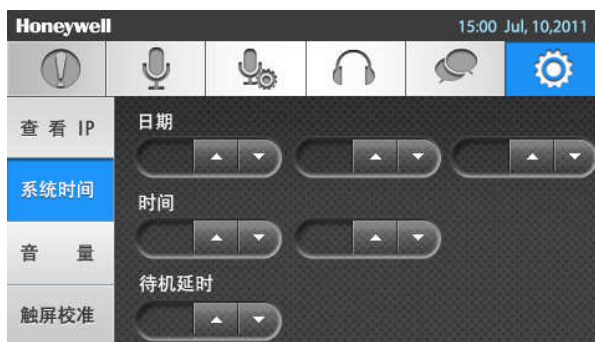 Honeywell
15:00 Jul, 10,2011
查看 IP
系统时间
音量
触屏校准
日期
时间
待机延时